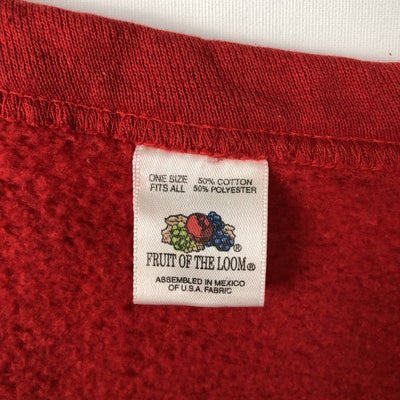 ONE SIZE 50% COTTON
FITS ALL 50% POLYESTER
®
FRUIT OF THE LOOM®
ASSEMBLED IN MEXICO
OF U.S.A. FABRIC